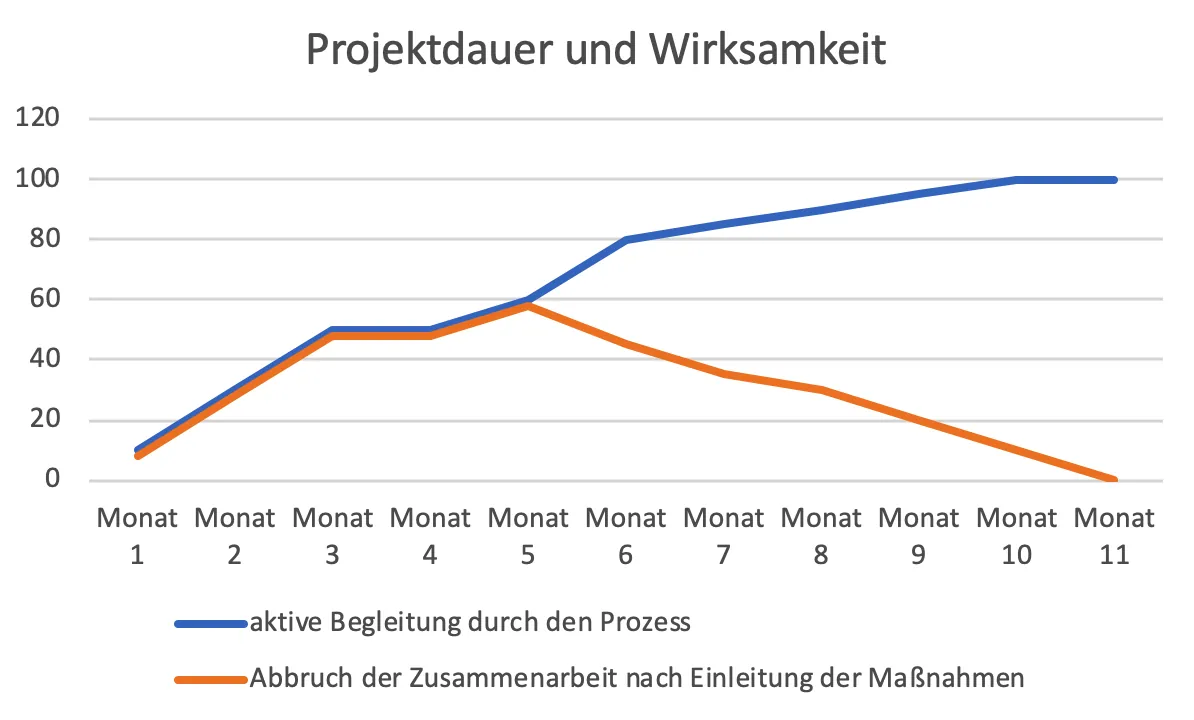 Projektdauer und Wirksamkeit
120
100
80
60
40
20
0
Monat Monat Monat Monat Monat Monat Monat Monat Monat Monat Monat
1 2 3 4 5 6 7 8 9 10 11
aktive Begleitung durch den Prozess
Abbruch der Zusammenarbeit nach Einleitung der Maßnahmen